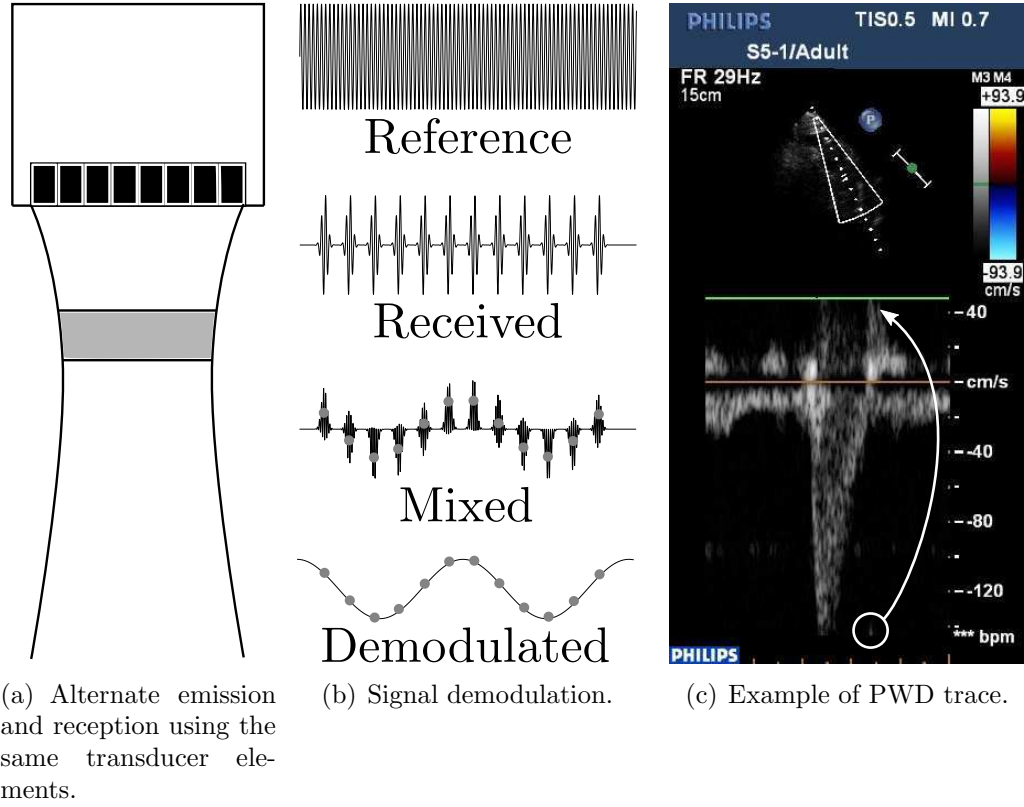 Reference
Received
Mixed
Demodulated
PHILIPS TIS0.5 MI 0.7
S5-1/Adult
FR 29Hz
15cm
M3 M4
+93.9
P
-93.9
cm/s
40
cm/s
-40
-80
-120
*** bpm
PHILIPS
(a) Alternate emission
and reception using the
same transducer ele-
ments.
(b) Signal demodulation.
(c) Example of PWD trace.